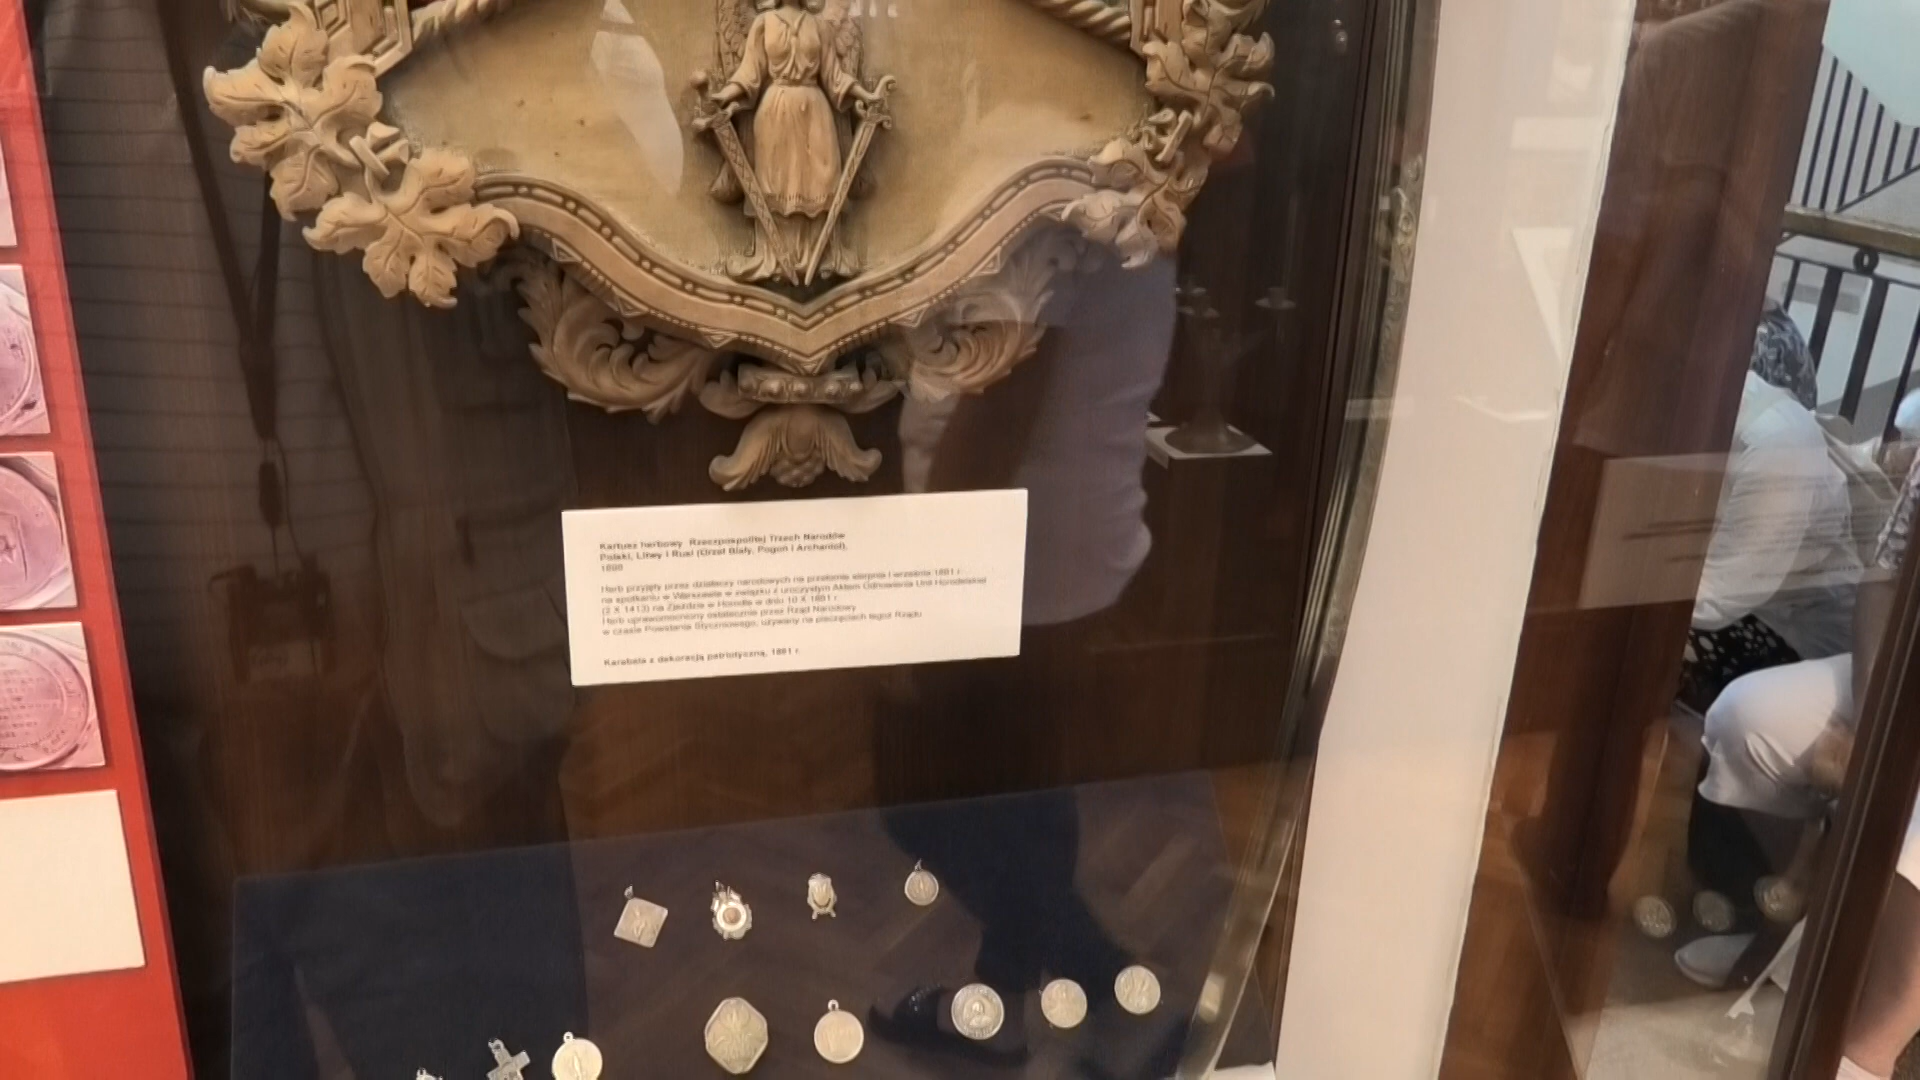 Kartusz herbowy Rzeczpospolitej Trzech Narodów
Polski, Litwy i Rusi (Orzeł Biały, Pogoń i Archanioł),
1898
Herb przyjęty przez działaczy narodowych na przełomie sierpnia i września 1861 r.
na spotkaniu w Warszawie w związku z uroczystym Aktem Odnowienia Unii Horodelskiej
(2 X 1413) na Zjeździe w Horodle w dniu 10 X 1861 r.
Herb uprawomocniony ostatecznie przez Rząd Narodowy
w czasie Powstania Styczniowego, używany na pieczęciach tegoż Rządu
Karabela z dekoracją patriotyczną, 1861 r.